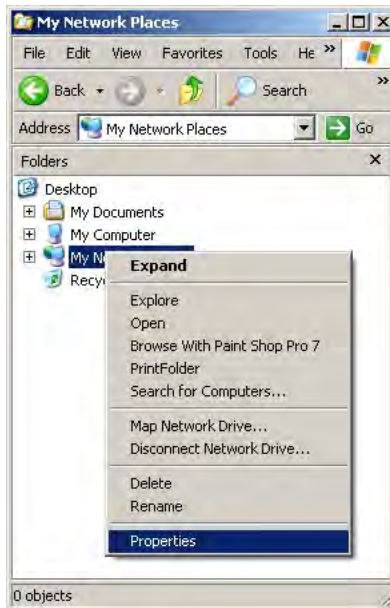 My Network Places
File Edit View Favorites Tools He »
Back Search »
Address My Network Places Go
Folders
Desktop
My Documents
My Computer
My N
Recy
Expand
Explore
Open
Browse With Paint Shop Pro 7
PrintFolder
Search for Computers...
Map Network Drive...
Disconnect Network Drive...
Delete
Rename
Properties
0 objects